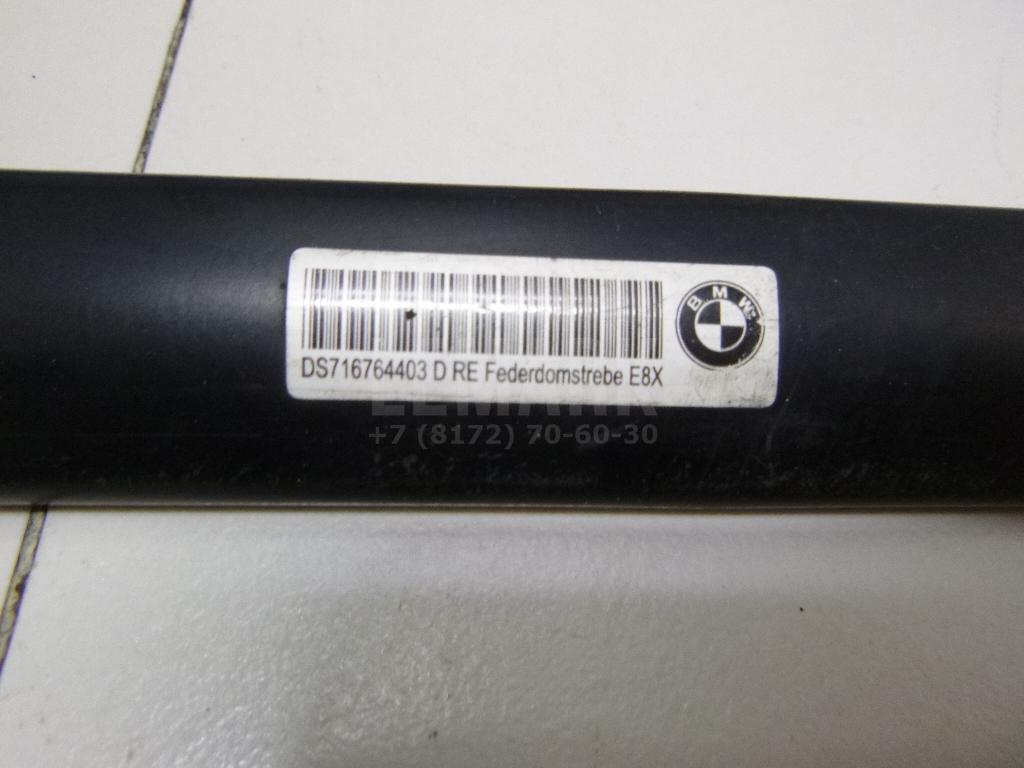 BMW
DS716764403 D RE Federdomstrebe E8X
+7 (8172) 70-60-30